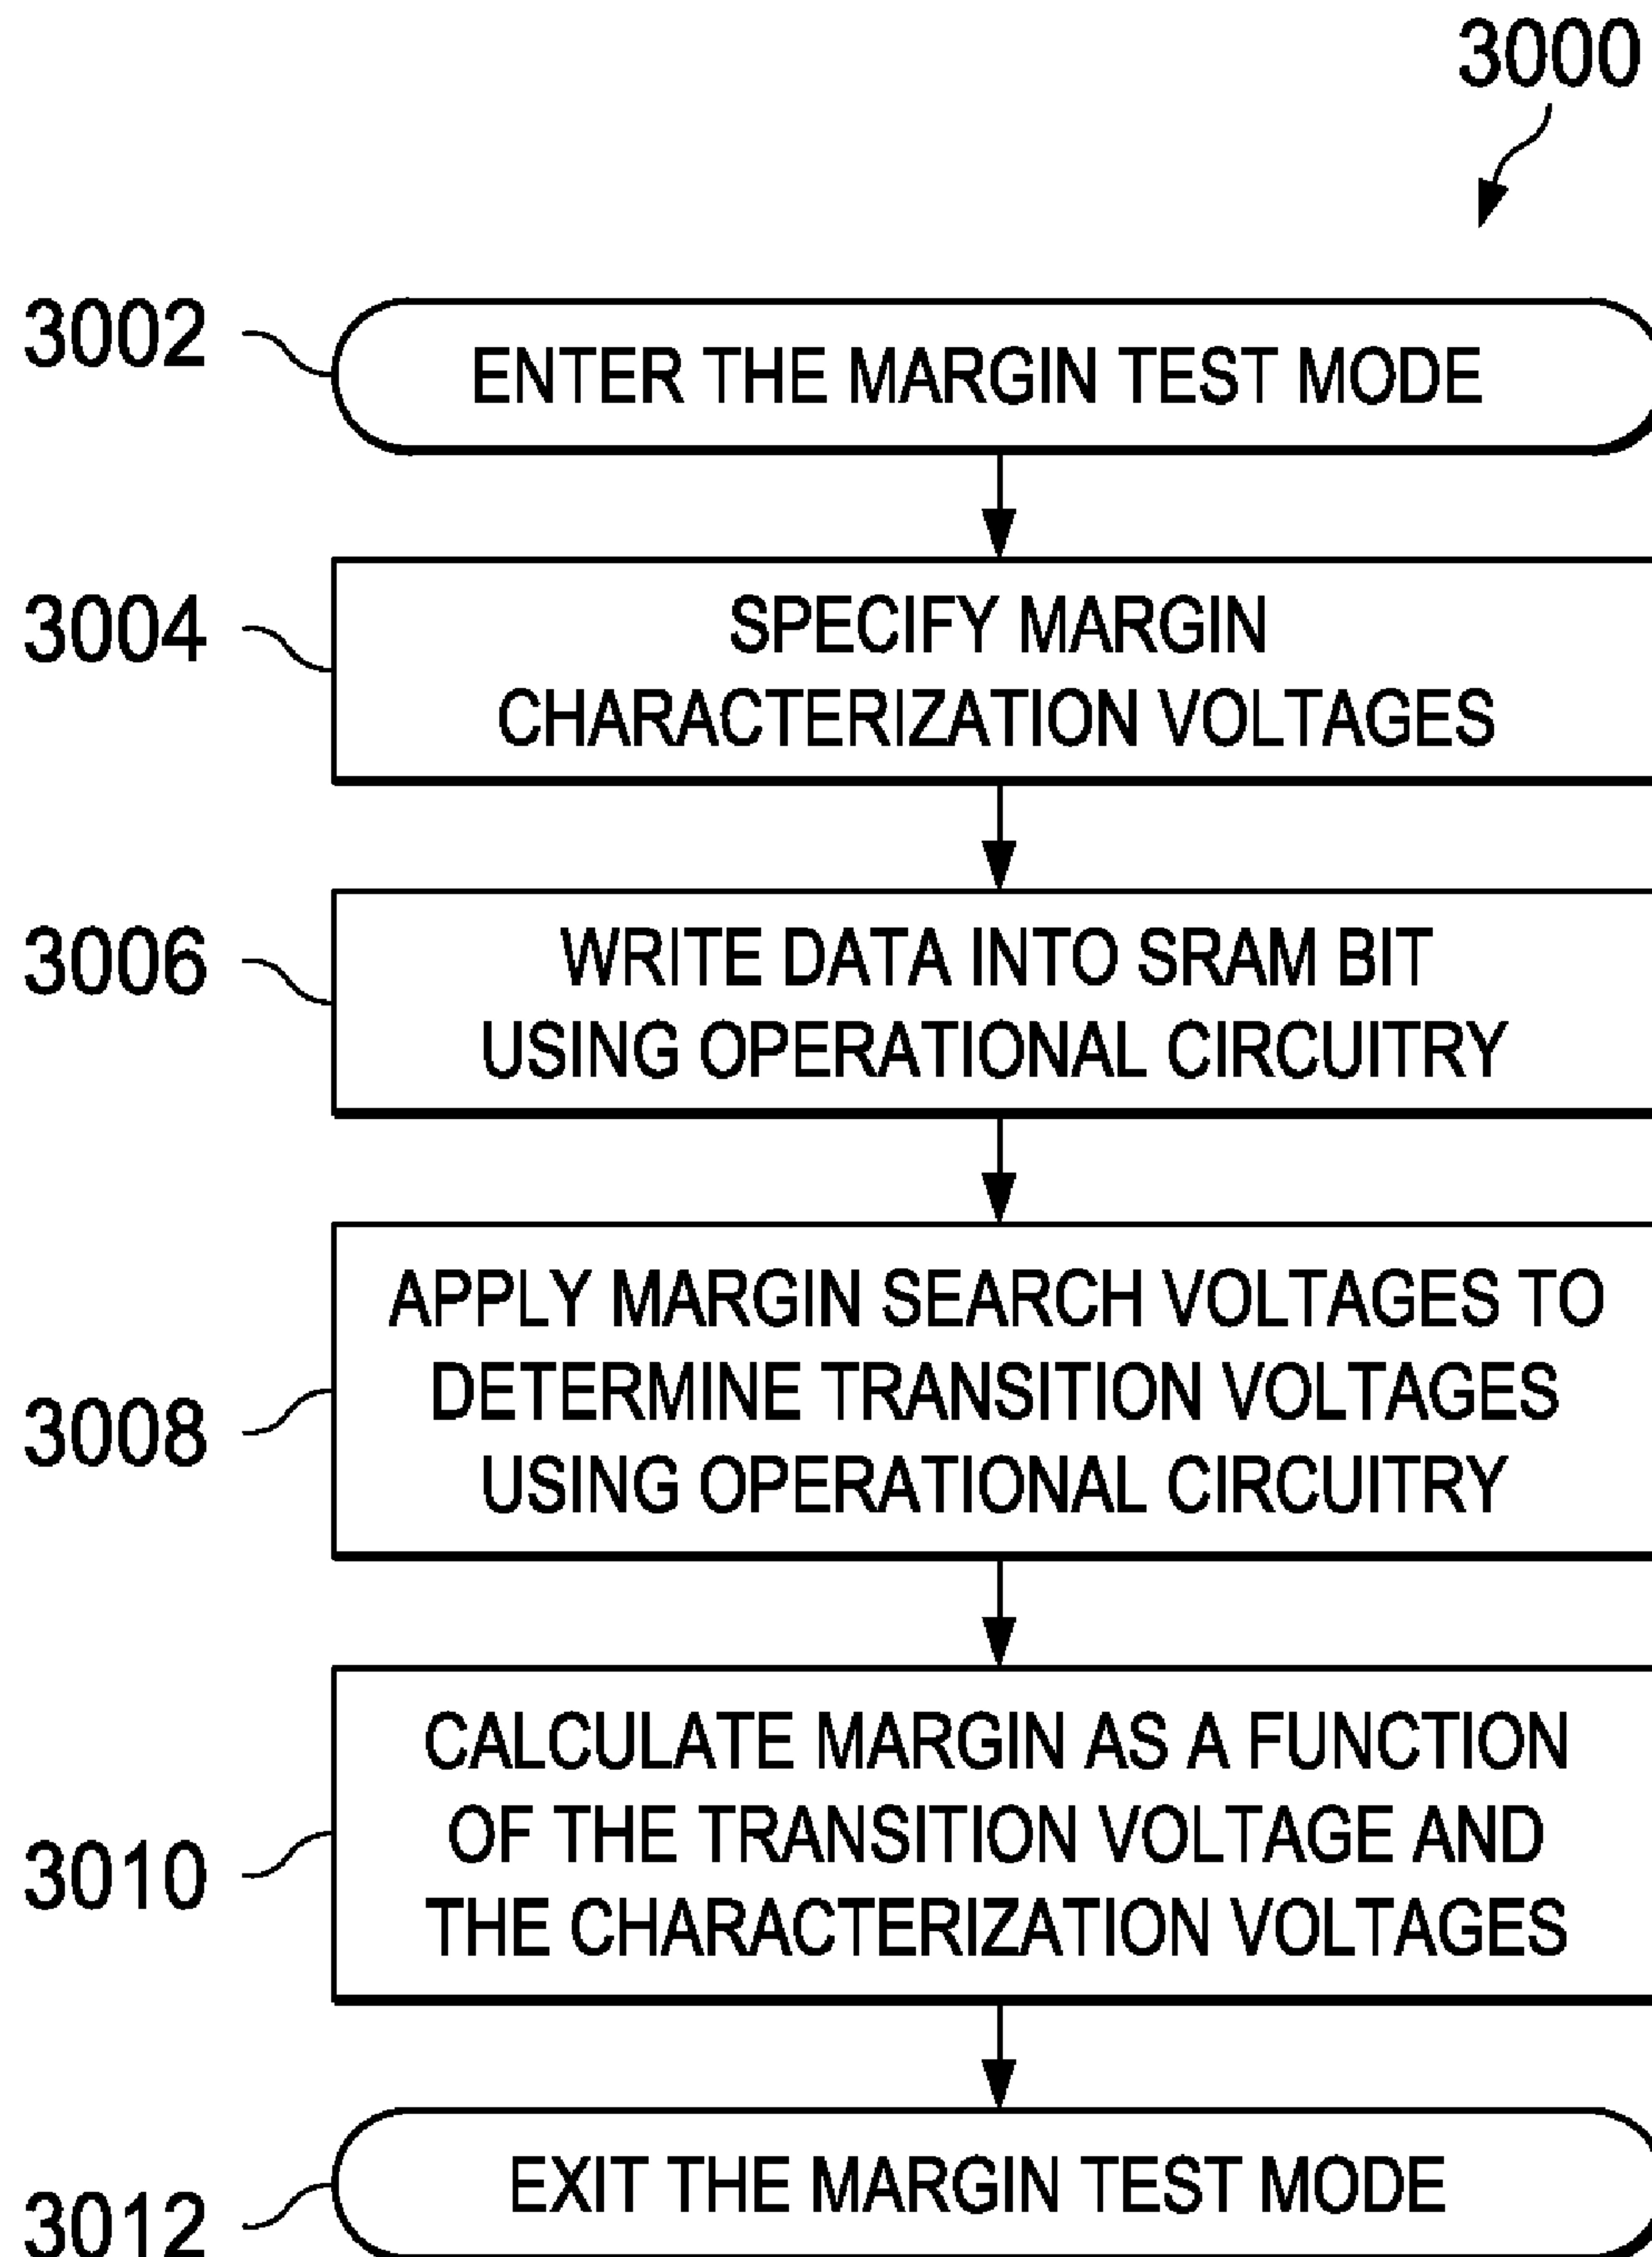 3000
3002
ENTER THE MARGIN TEST MODE
3004
SPECIFY MARGIN
CHARACTERIZATION VOLTAGES
3006
WRITE DATA INTO SRAM BIT
USING OPERATIONAL CIRCUITRY
3008
APPLY MARGIN SEARCH VOLTAGES TO
DETERMINE TRANSITION VOLTAGES
USING OPERATIONAL CIRCUITRY
3010
CALCULATE MARGIN AS A FUNCTION
OF THE TRANSITION VOLTAGE AND
THE CHARACTERIZATION VOLTAGES
3012
EXIT THE MARGIN TEST MODE